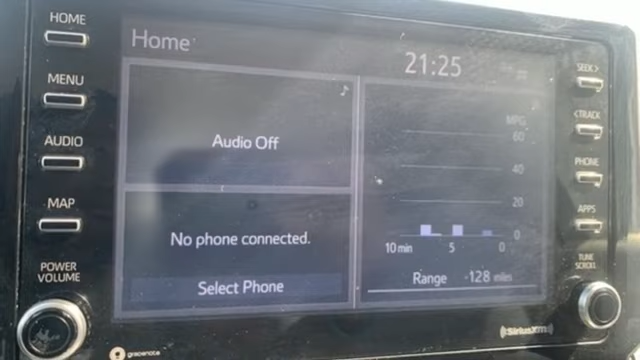 HOME
MENU
AUDIO
MAP
POWER
VOLUME
Home
21:25
Audio Off
No phone connected.
Select Phone
MPG
60
40
20
0
10 min 5 0
Range -128 miles
SEEK>
<TRACK
PHONE
APPS
TUNE
SCROLL
gracenote
SiriusXM